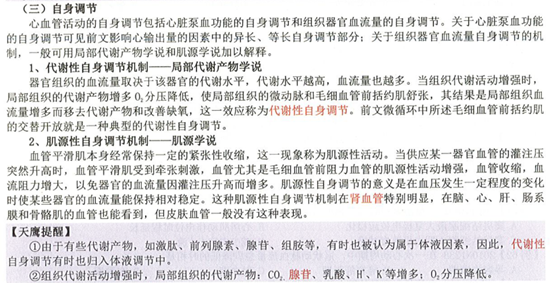 （三）自身调节
心血管活动的自身调节包括心脏泵血功能的自身调节和组织器官血流量的自身调节。关于心脏泵血功能
的自身调节可见前文影响心输出量的因素中的异长、等长自身调节部分；关于组织器官血流量自身调节的机
制，一般可用局部代谢产物学说和肌源学说加以解释。
1、代谢性自身调节机制——局部代谢产物学说
器官组织的血流量取决于该器官的代谢水平，代谢水平越高，血流量也越多。当组织代谢活动增强时，
局部组织的代谢产物增多O₂分压降低，使局部组织的微动脉和毛细血管前括约肌舒张，其结果是局部组织血
流量增多而移去代谢产物和改善缺氧，这一效应称为代谢性自身调节。前文微循环中所述毛细血管前括约肌
的交替开放就是一种典型的代谢性自身调节。
2、肌源性自身调节机制——肌源学说
血管平滑肌本身经常保持一定的紧张性收缩，这一现象称为肌源性活动。当供应某一器官血管的灌注压
突然升高时，血管平滑肌受到牵张刺激，血管尤其是毛细血管前阻力血管的肌源性活动增强，血管收缩，血
流阻力增大，以免器官的血流量因灌注压升高而增多。肌源性自身调节的意义是在血压发生一定程度的变化
时使某些器官的血流量能保持相对稳定。这种肌源性自身调节机制在肾血管特别明显，在脑、心、肝、肠系
膜和骨骼肌的血管也能看到，但皮肤血管一般没有这种表现。
【天鹰提醒】
①由于有些代谢产物，如激肽、前列腺素、腺苷、组胺等，有时也被认为属于体液因素，因此，代谢性
自身调节有时也归入体液调节中。
②组织代谢活动增强时，局部组织的代谢产物：CO₂、腺苷、乳酸、H⁺、K⁺等增多；O₂分压降低。